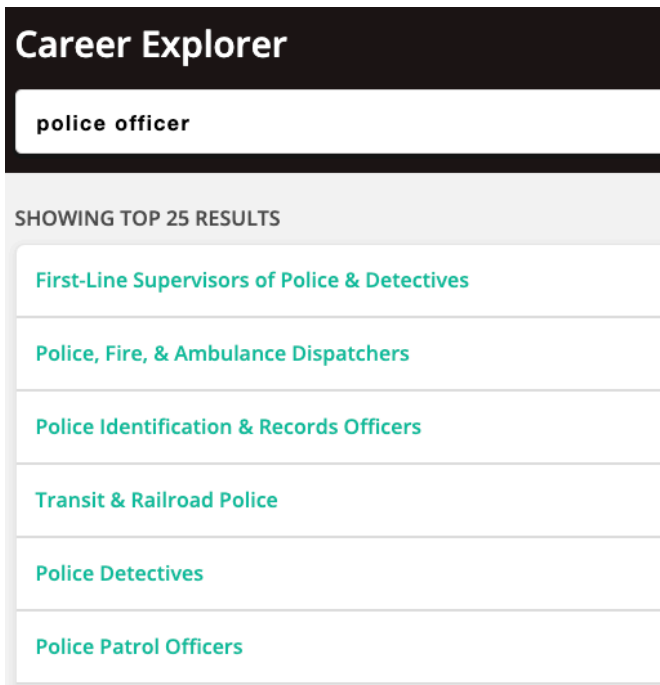 Career Explorer
police officer
SHOWING TOP 25 RESULTS
First-Line Supervisors of Police & Detectives
Police, Fire, & Ambulance Dispatchers
Police Identification & Records Officers
Transit & Railroad Police
Police Detectives
Police Patrol Officers